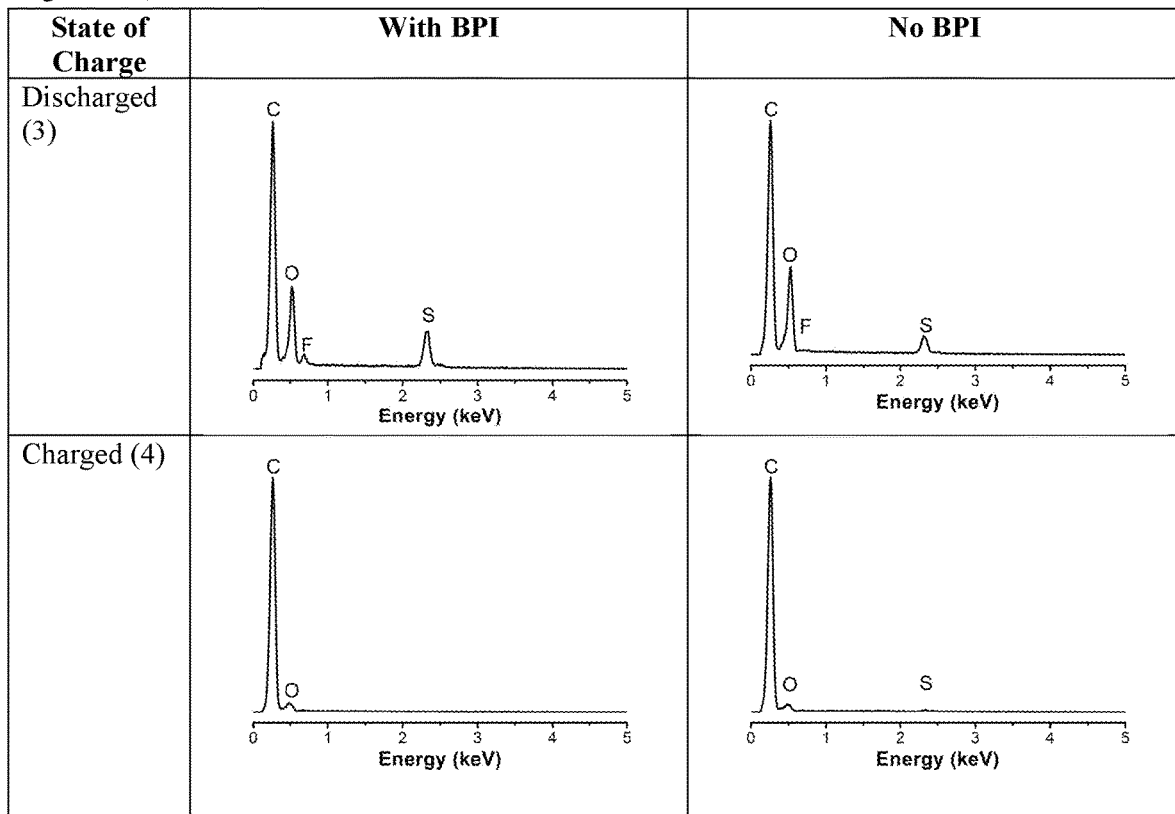 State of Charge
With BPI
No BPI
Discharged (3)
C
O
F
S
0 1 2 3 4 5
Energy (keV)
C
O
F
S
0 1 2 3 4 5
Energy (keV)
Charged (4)
C
O
0 1 2 3 4 5
Energy (keV)
C
O
S
0 1 2 3 4 5
Energy (keV)